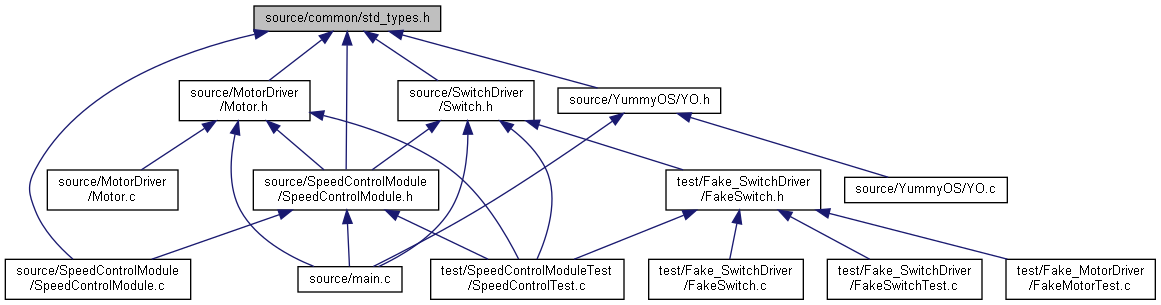 source/common/std_types.h
source/MotorDriver
/Motor.h
source/SwitchDriver
/Switch.h
source/YummyOS/YO.h
source/MotorDriver
/Motor.c
source/SpeedControlModule
/SpeedControlModule.h
test/Fake_SwitchDriver
/FakeSwitch.h
source/YummyOS/YO.c
source/SpeedControlModule
/SpeedControlModule.c
source/main.c
test/SpeedControlModuleTest
/SpeedControlTest.c
test/Fake_SwitchDriver
/FakeSwitch.c
test/Fake_SwitchDriver
/FakeSwitchTest.c
test/Fake_MotorDriver
/FakeMotorTest.c